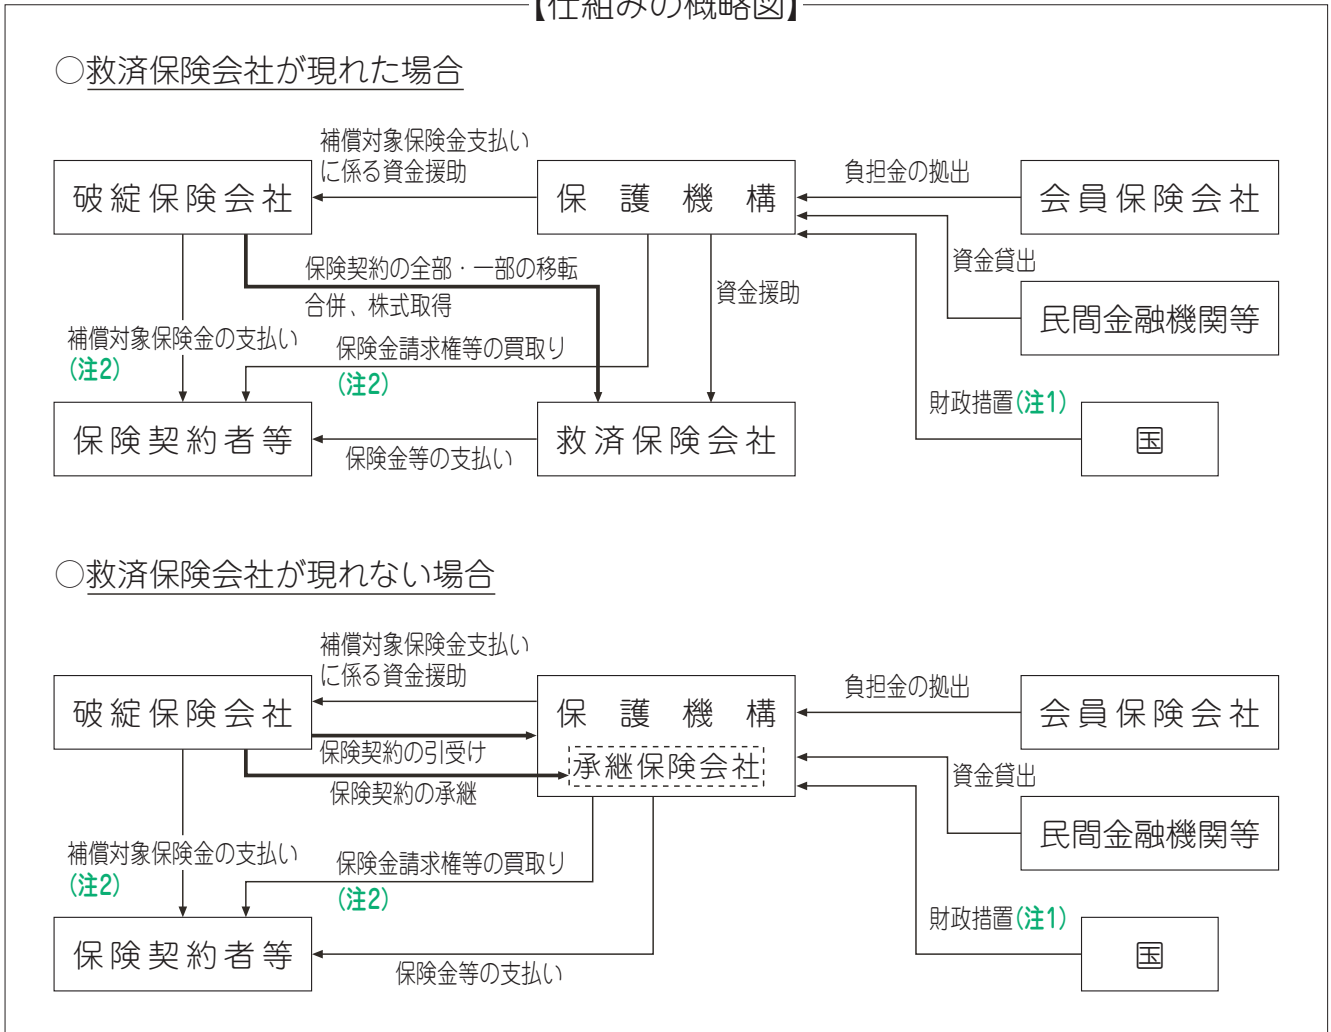 【仕組みの概略図】
○救済保険会社が現れた場合
補償対象保険金支払い
に係る資金援助
破綻保険会社
保護機構
負担金の拠出
会員保険会社
保険契約の全部・一部の移転
合併、株式取得
資金援助
資金貸出
民間金融機関等
補償対象保険金の支払い
(注2)
保険金請求権等の買取り
(注2)
財政措置(注1)
保険契約者等
保険金等の支払い
救済保険会社
国
○救済保険会社が現れない場合
補償対象保険金支払い
に係る資金援助
破綻保険会社
保護機構
負担金の拠出
会員保険会社
保険契約の引受け
承継保険会社
保険契約の承継
資金貸出
民間金融機関等
補償対象保険金の支払い
(注2)
保険金請求権等の買取り
(注2)
財政措置(注1)
保険契約者等
保険金等の支払い
国